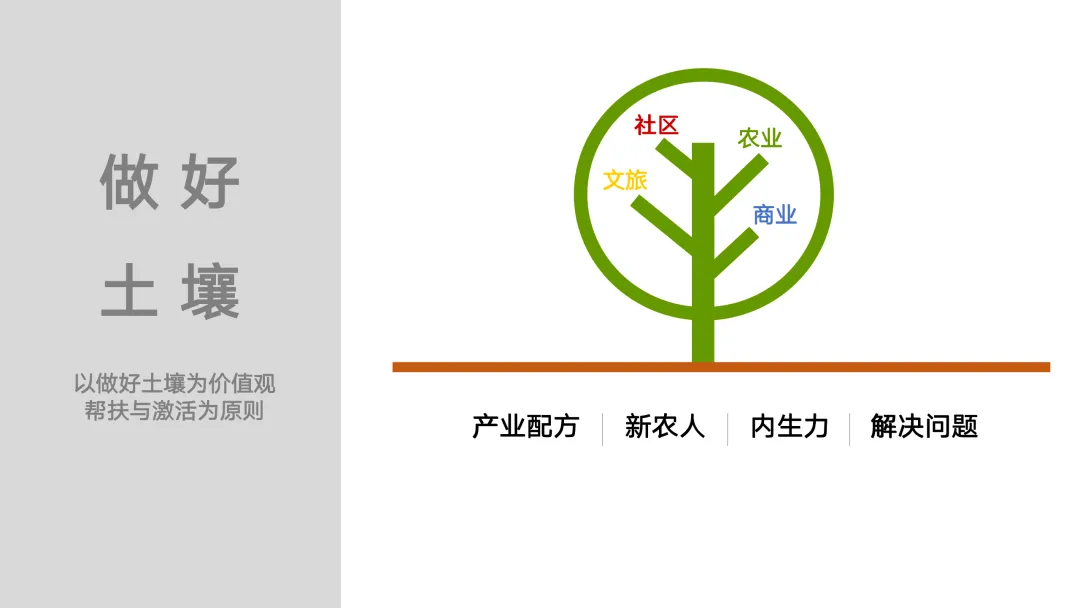 做好
土壤
以做好土壤为价值观
帮扶与激活为原则
社区
农业
文旅
商业
产业配方
新农人
内生力
解决问题